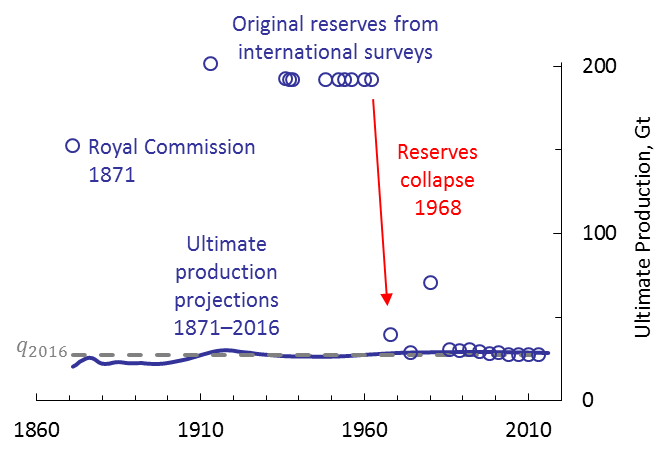 Original reserves from
international surveys
200
Royal Commission
1871
Reserves
collapse
1968
Ultimate Production, Gt
100
Ultimate
production
projections
1871–2016
q2016
0
1860
1910
1960
2010